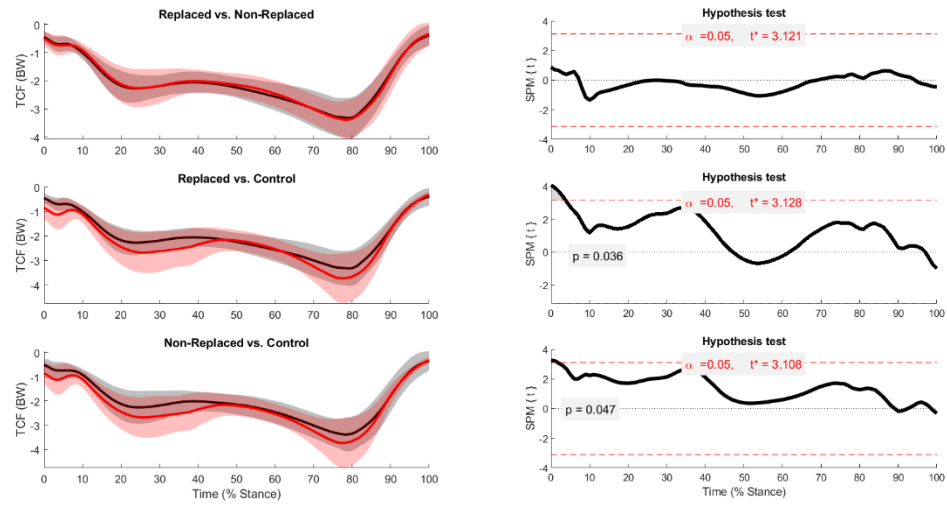 Replaced vs. Non-Replaced
TCF (BW)
0
-1
-2
-3
-4
0 10 20 30 40 50 60 70 80 90 100
Hypothesis test
α =0.05, t* = 3.121
SPM { t }
4
2
0
-2
-4
0 10 20 30 40 50 60 70 80 90 100
Replaced vs. Control
TCF (BW)
0
-1
-2
-3
-4
0 10 20 30 40 50 60 70 80 90 100
Hypothesis test
α =0.05, t* = 3.128
SPM { t }
4
2
0
-2
p = 0.036
0 10 20 30 40 50 60 70 80 90 100
Non-Replaced vs. Control
TCF (BW)
0
-1
-2
-3
-4
0 10 20 30 40 50 60 70 80 90 100
Time (% Stance)
Hypothesis test
α =0.05, t* = 3.108
SPM { t }
4
2
0
-2
-4
p = 0.047
0 10 20 30 40 50 60 70 80 90 100
Time (% Stance)